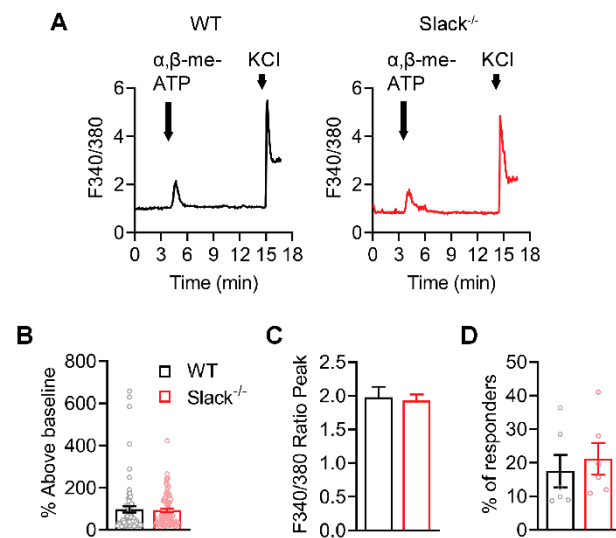 A
WT
Slack-/-
α,β-me-
ATP
KCl
α,β-me-
ATP
KCl
F340/380
6
4
2
0
0 3 6 9 12 15 18
Time (min)
F340/380
6
4
2
0
0 3 6 9 12 15 18
Time (min)
B
% Above baseline
800
600
400
200
0
WT
Slack-/-
C
F340/380 Ratio Peak
2.5
2.0
1.5
1.0
0.5
0.0
D
% of responders
50
40
30
20
10
0